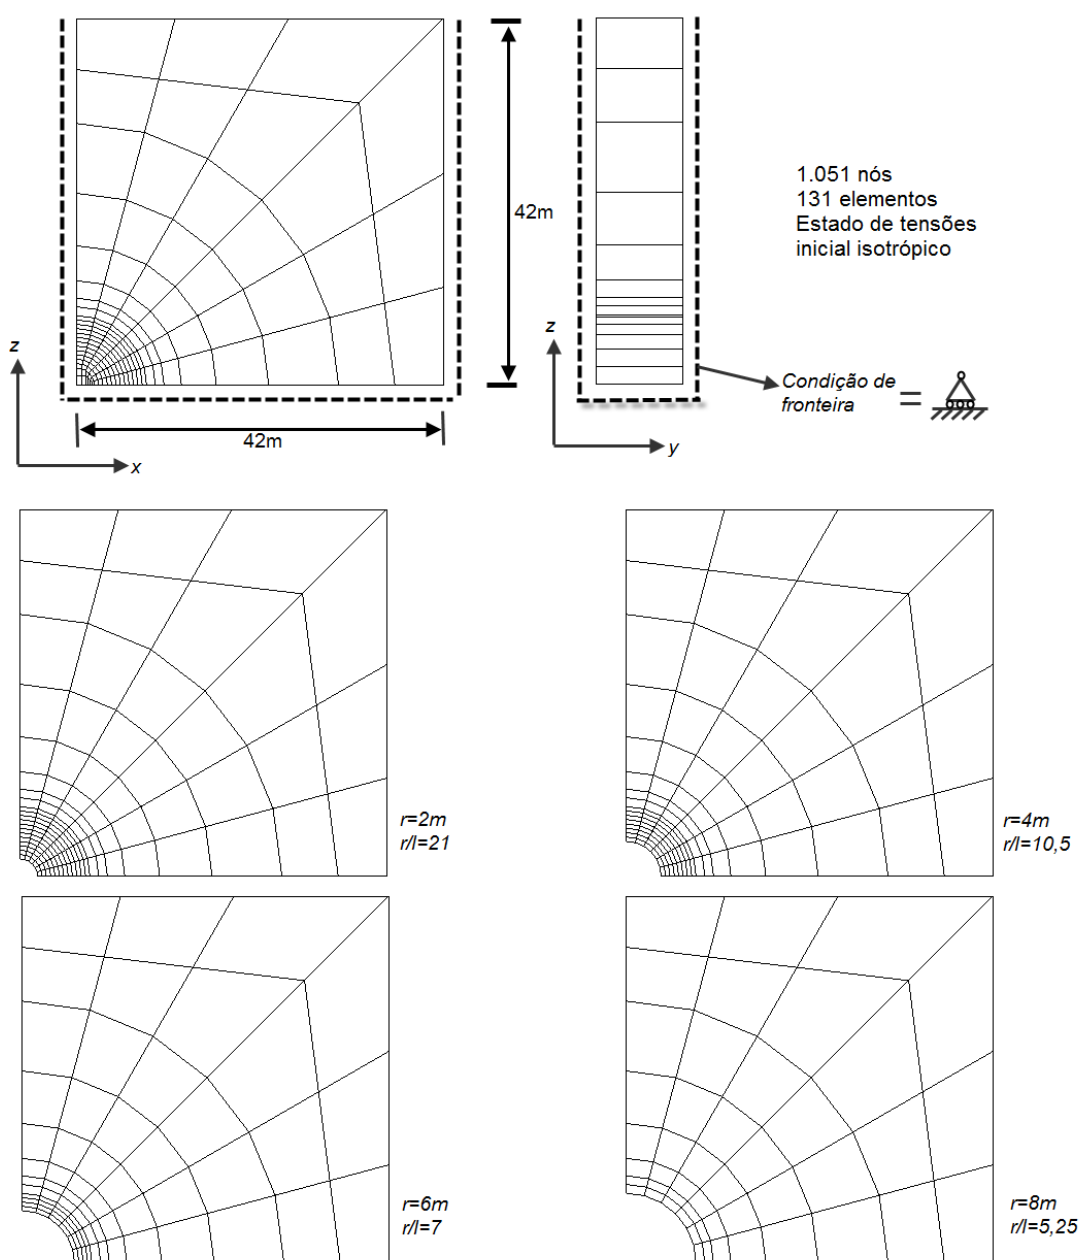 42m
1.051 nós
131 elementos
Estado de tensões
inicial isotrópico
z
x
42m
z
y
Condição de
fronteira
=
r=2m
r/l=21
r=4m
r/l=10,5
r=6m
r/l=7
r=8m
r/l=5,25